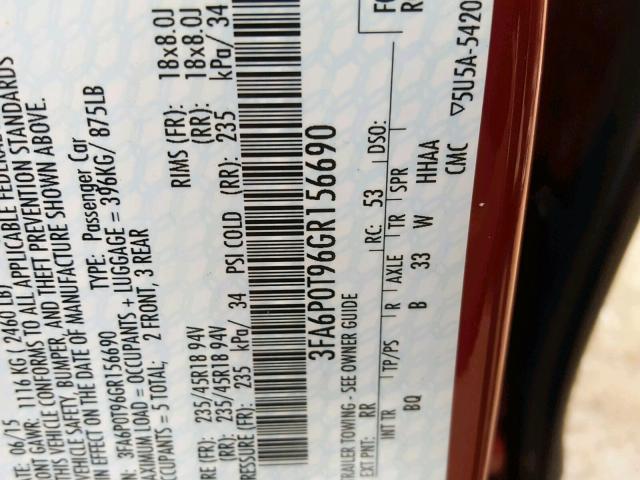 06/15 1116 KG ( 2460 LB)
ONT GAWR:
THIS VEHICLE CONFORMS TO ALL APPLICABLE FEDERAL
VEHICLE SAFETY, BUMPER, AND THEFT PREVENTION STANDARDS
IN EFFECT ON THE DATE OF MANUFACTURE SHOWN ABOVE.
3FA6P0T96GR156690 TYPE: Passenger Car
MAXIMUM LOAD = OCCUPANTS + LUGGAGE = 396KG/ 875LB
OCCUPANTS = 5 TOTAL; 2 FRONT, 3 REAR
RE (FR): 235/45R18 94V RIMS (FR): 18x8.0J
(RR): 235/45R18 94V (RR): 18x8.0J
PRESSURE (FR): 235 kPa/ 34 PSI COLD (RR): 235 kPa/ 34
3FA6P0T96GR156690
TRAILER TOWING - SEE OWNER GUIDE
EXT PNT: RR RC: 53 DSO:
INT TR TP/PS R AXLE TR SPR
BQ B 33 W HHAA
CMC
▽5U5A-5420